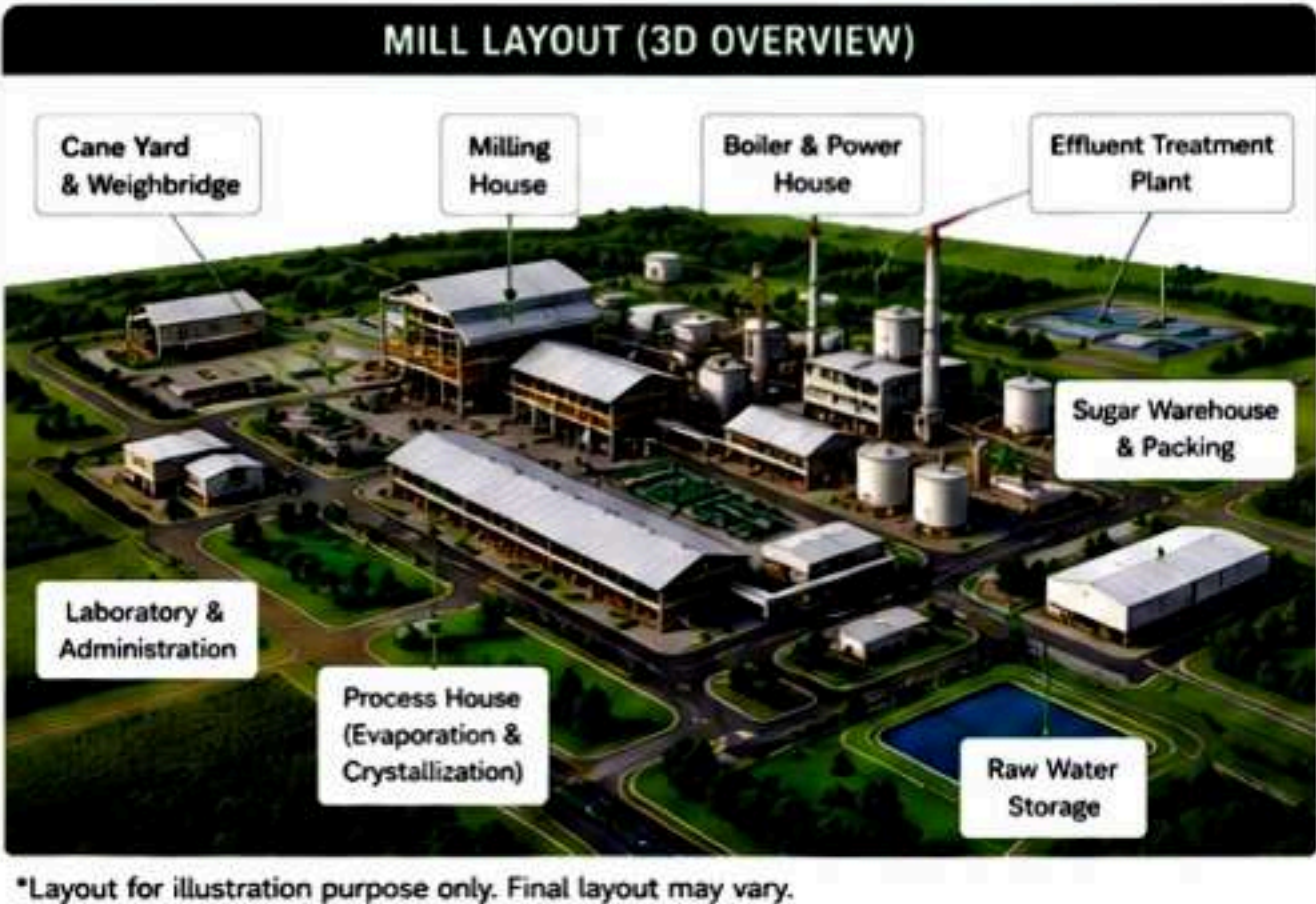 MILL LAYOUT (3D OVERVIEW)
Cane Yard
& Weighbridge
Milling
House
Boiler & Power
House
Effluent Treatment
Plant
Sugar Warehouse
& Packing
Laboratory &
Administration
Process House
(Evaporation &
Crystallization)
Raw Water
Storage
*Layout for illustration purpose only. Final layout may vary.